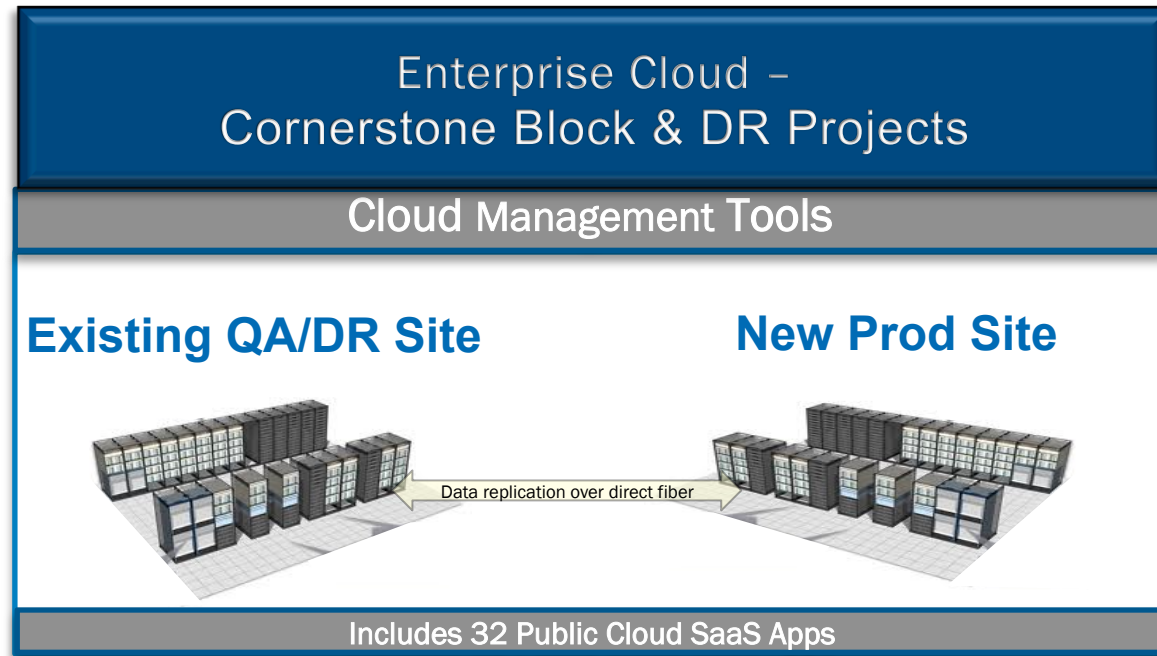 Enterprise Cloud –
Cornerstone Block & DR Projects
Cloud Management Tools
Existing QA/DR Site
New Prod Site
Data replication over direct fiber
Includes 32 Public Cloud SaaS Apps